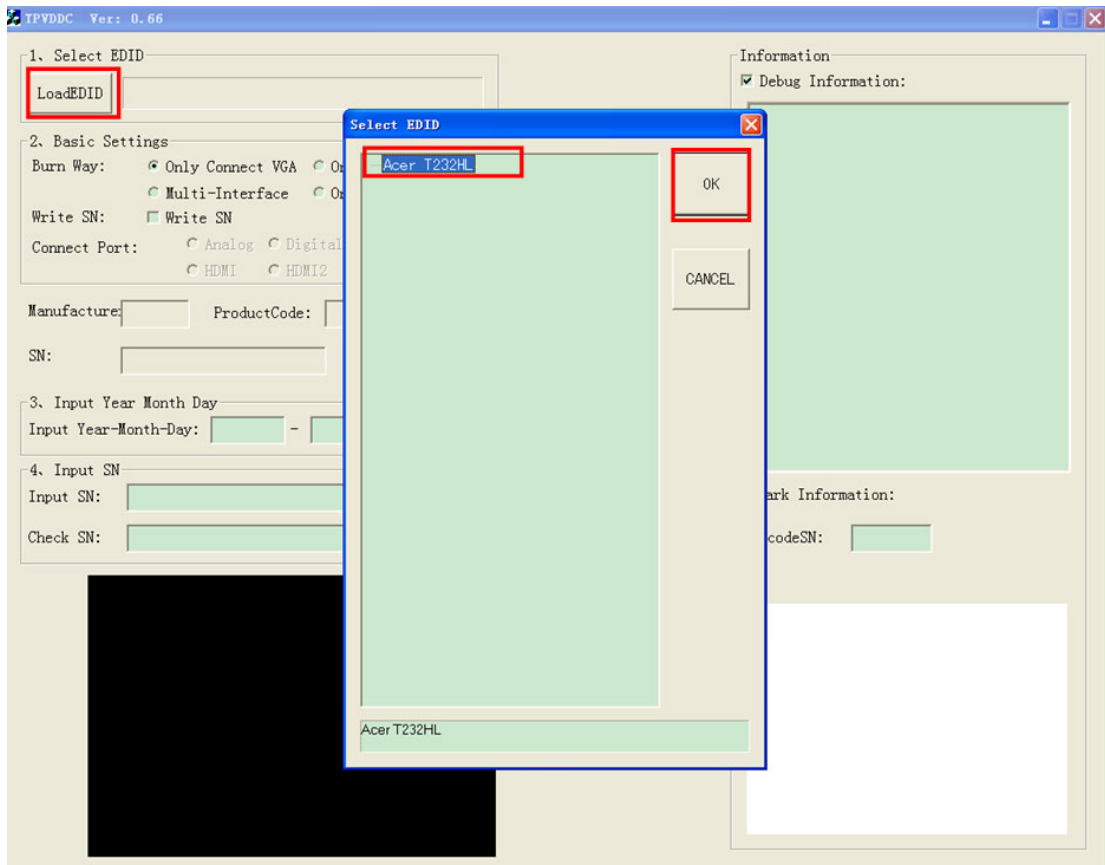 TPVDDC Ver: 0.66
1、Select EDID
LoadEDID
2、Basic Settings
Burn Way: Only Connect VGA
Multi-Interface
Write SN: Write SN
Connect Port: Analog Digital
HDMI HDMI2
Manufacture: ProductCode:
SN:
3、Input Year Month Day
Input Year-Month-Day: -
4、Input SN
Input SN:
Check SN:
Select EDID
Acer T232HL
OK
CANCEL
Acer T232HL
Information
Debug Information:
Information:
codeSN: